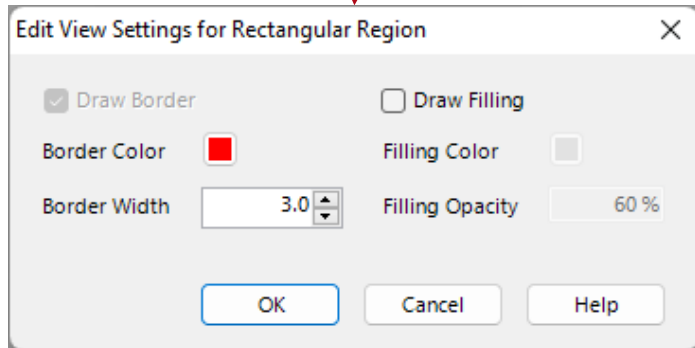 Edit View Settings for Rectangular Region
Draw Border
Draw Filling
Border Color
Filling Color
Border Width 3.0
Filling Opacity 60 %
OK Cancel Help